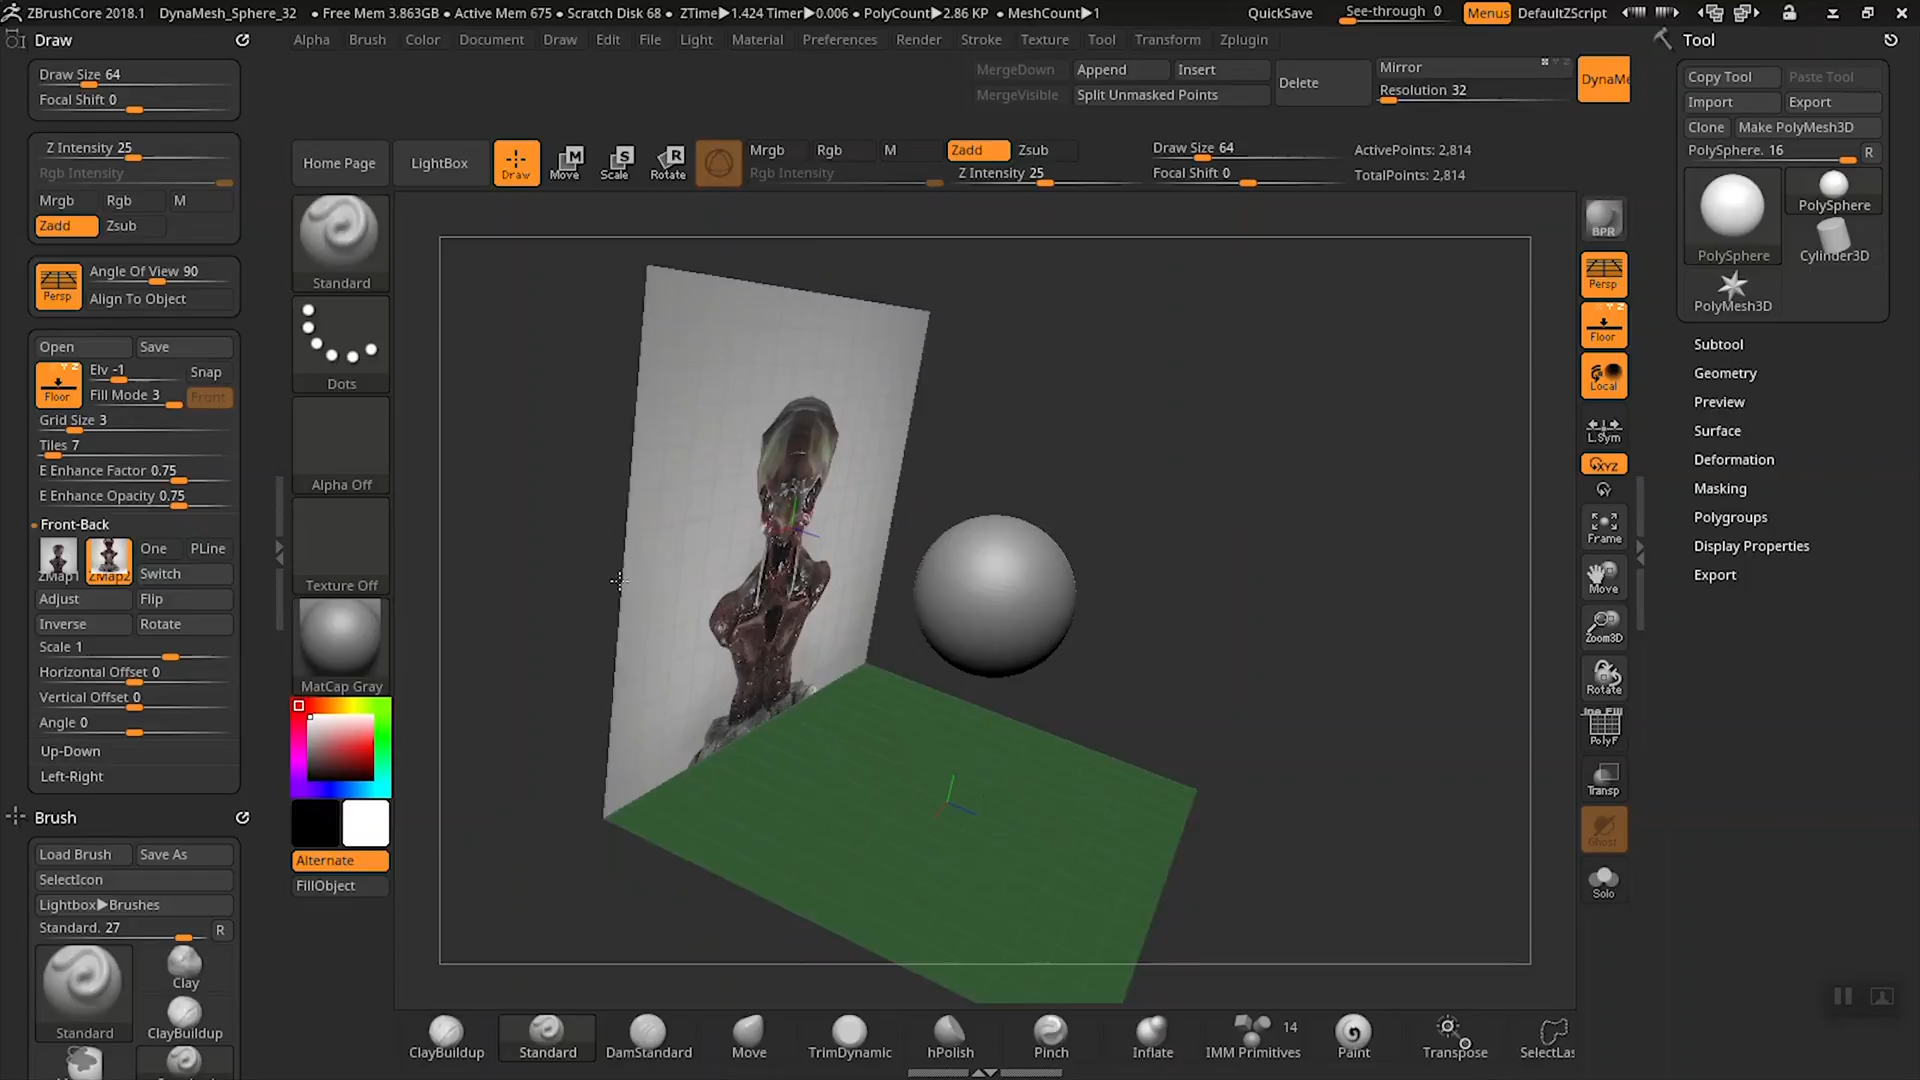 ZBrushCore 2018.1 DynaMesh_Sphere_32 • Free Mem 3.863GB • Active Mem 675 • Scratch Disk 68 • ZTime▶1.424 Timer▶0.006 • PolyCount▶2.86 KP • MeshCount▶1 QuickSave See-through 0 Menus DefaultZScript
Draw
Alpha Brush Color Document Draw Edit File Light Material Preferences Render Stroke Texture Tool Transform Zplugin
Tool
Draw Size 64
Focal Shift 0
Z Intensity 25
Rgb Intensity
Mrgb Rgb M
Zadd Zsub
Persp
Angle Of View 90
Align To Object
Open Save
Floor
Elv -1 Snap
Fill Mode 3 Front
Grid Size 3
Tiles 7
E Enhance Factor 0.75
E Enhance Opacity 0.75
Front-Back
ZMap1 ZMap2 One PLine
Switch
Adjust Flip
Inverse Rotate
Scale 1
Horizontal Offset 0
Vertical Offset 0
Angle 0
Up-Down
Left-Right
Brush
Load Brush Save As
SelectIcon
Lightbox▶Brushes
Standard. 27 R
Standard
Clay
ClayBuildup
MergeDown Append Insert
MergeVisible Split Unmasked Points
Delete
Mirror
Resolution 32
DynaMe
Home Page LightBox Draw Move Scale Rotate
Mrgb Rgb M Zadd Zsub
Rgb Intensity Z Intensity 25
Draw Size 64
Focal Shift 0
ActivePoints: 2,814
TotalPoints: 2,814
Standard
Dots
Alpha Off
Texture Off
MatCap Gray
Alternate
FillObject
BPR
Persp
Floor
Local
L.Sym
XYZ
Frame
Move
Zoom3D
Rotate
PolyF
Transp
Ghost
Solo
Copy Tool Paste Tool
Import Export
Clone Make PolyMesh3D
PolySphere. 16 R
PolySphere
PolySphere
Cylinder3D
PolyMesh3D
Subtool
Geometry
Preview
Surface
Deformation
Masking
Polygroups
Display Properties
Export
ClayBuildup Standard DamStandard Move TrimDynamic hPolish Pinch Inflate IMM Primitives 14 Paint Transpose SelectLas